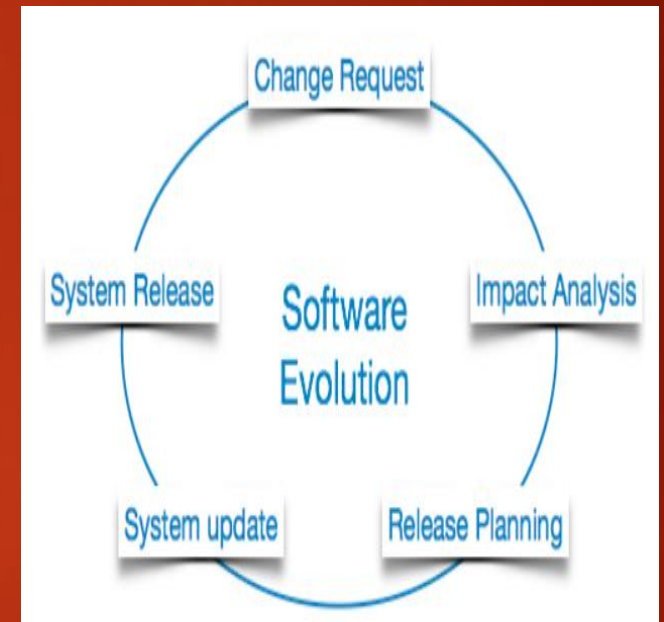 Change Request
System Release
Impact Analysis
Software
Evolution
System update
Release Planning